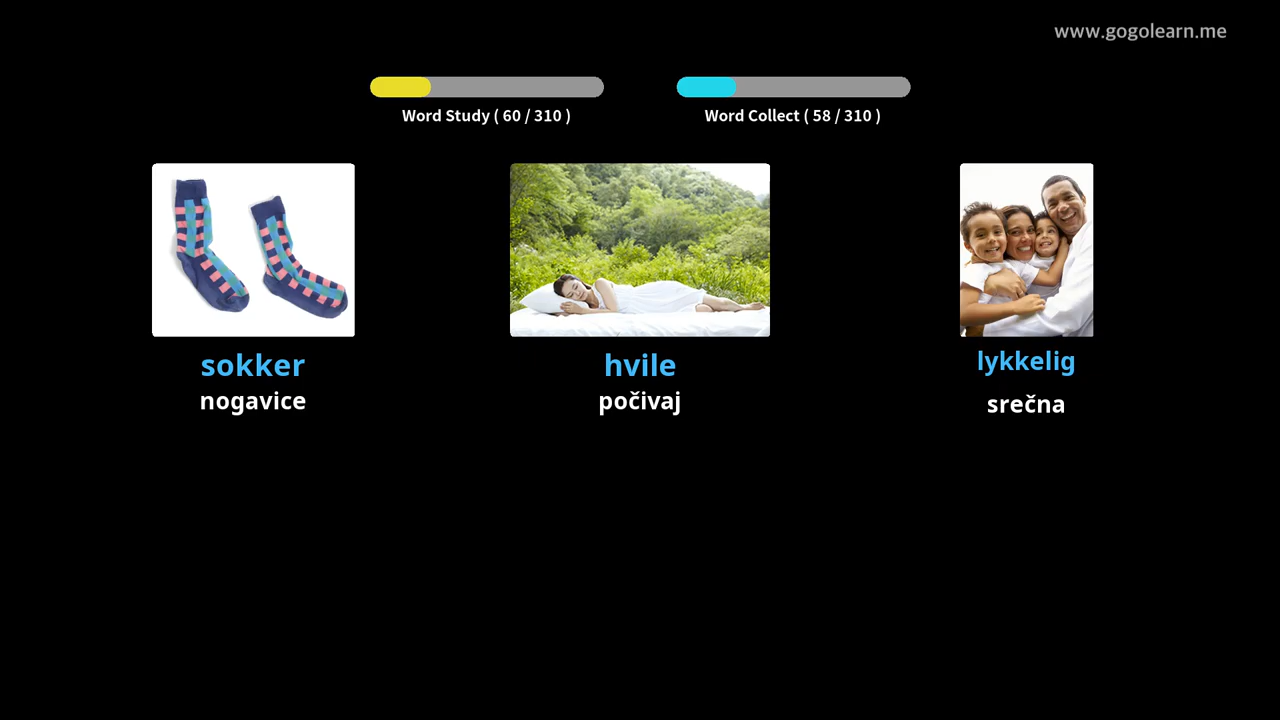 www.gogolearn.me
Word Study ( 60 / 310 )
Word Collect ( 58 / 310 )
sokker
nogavice
hvile
počivaj
lykkelig
srečna